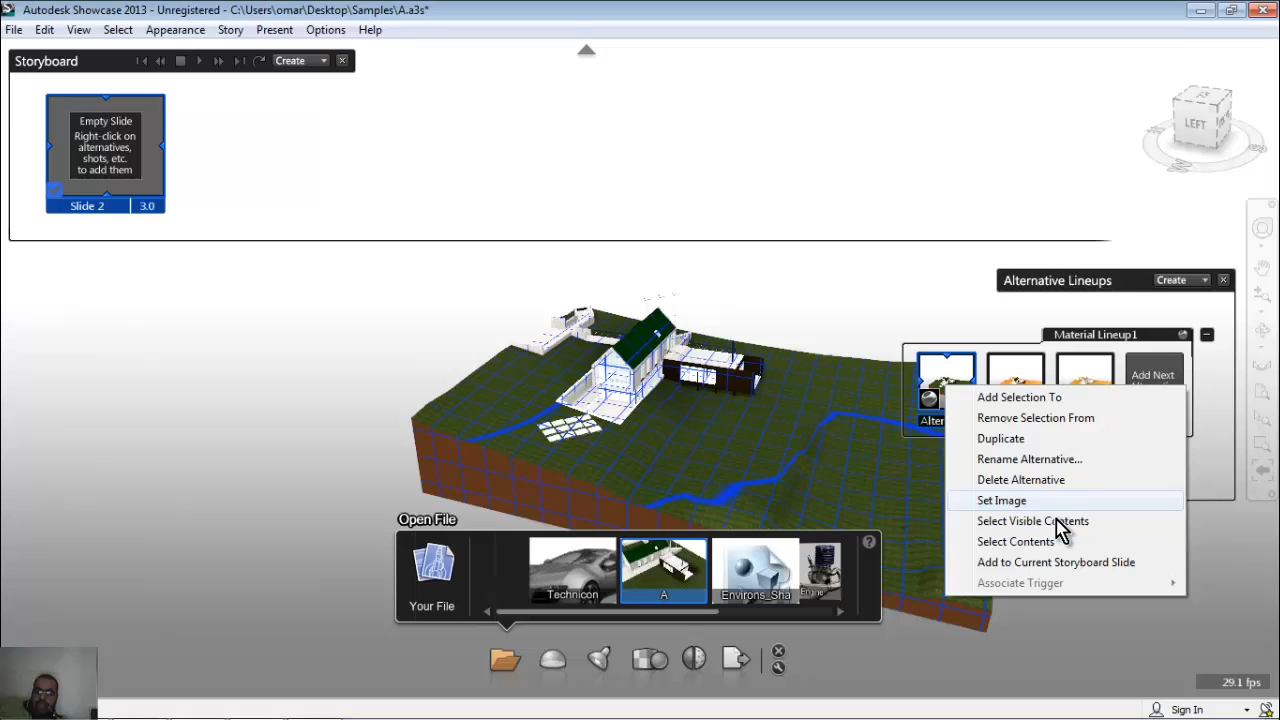 Autodesk Showcase 2013 - Unregistered - C:\Users\omar\Desktop\Samples\A.a3s*
File Edit View Select Appearance Story Present Options Help
Storyboard
Create
Empty Slide
Right-click on
alternatives,
shots, etc.
to add them
Slide 2 3.0
LEFT
Alternative Lineups
Create
Material Lineup1
Add Next
Alter
Add Selection To
Remove Selection From
Duplicate
Rename Alternative...
Delete Alternative
Set Image
Select Visible Contents
Select Contents
Add to Current Storyboard Slide
Associate Trigger
Open File
Your File
Technicon
A
Environs_Sha
Engine
29.1 fps
Sign In